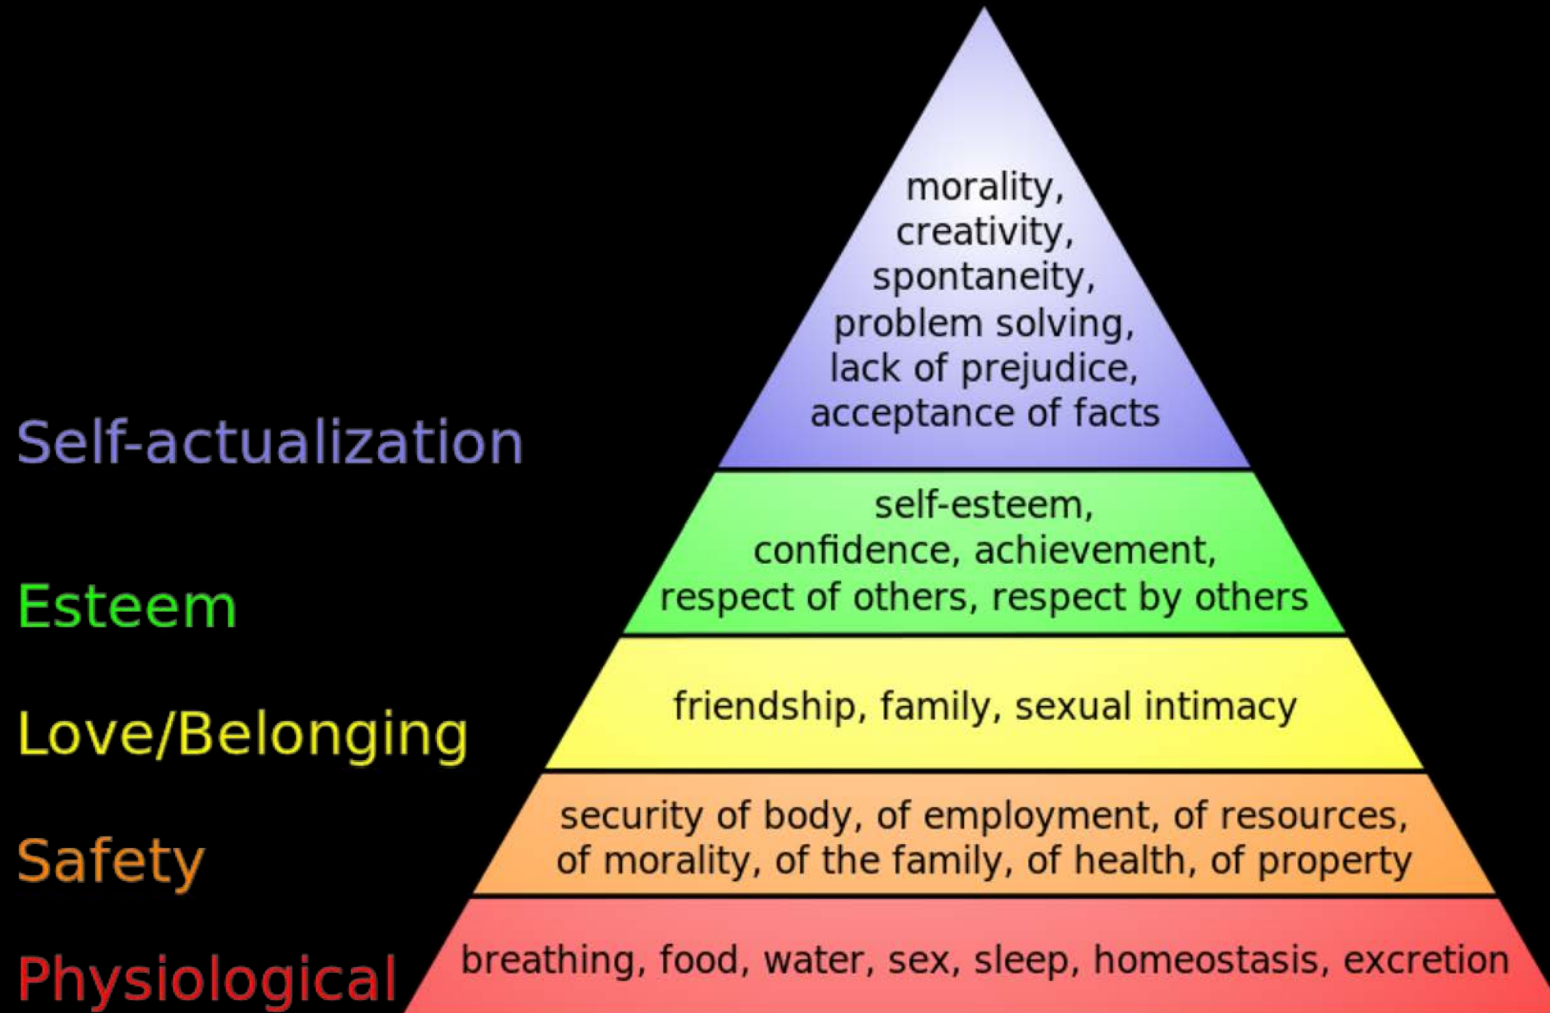 morality,
creativity,
spontaneity,
problem solving,
lack of prejudice,
acceptance of facts
Self-actualization
self-esteem,
confidence, achievement,
respect of others, respect by others
Esteem
friendship, family, sexual intimacy
Love/Belonging
security of body, of employment, of resources,
of morality, of the family, of health, of property
Safety
breathing, food, water, sex, sleep, homeostasis, excretion
Physiological